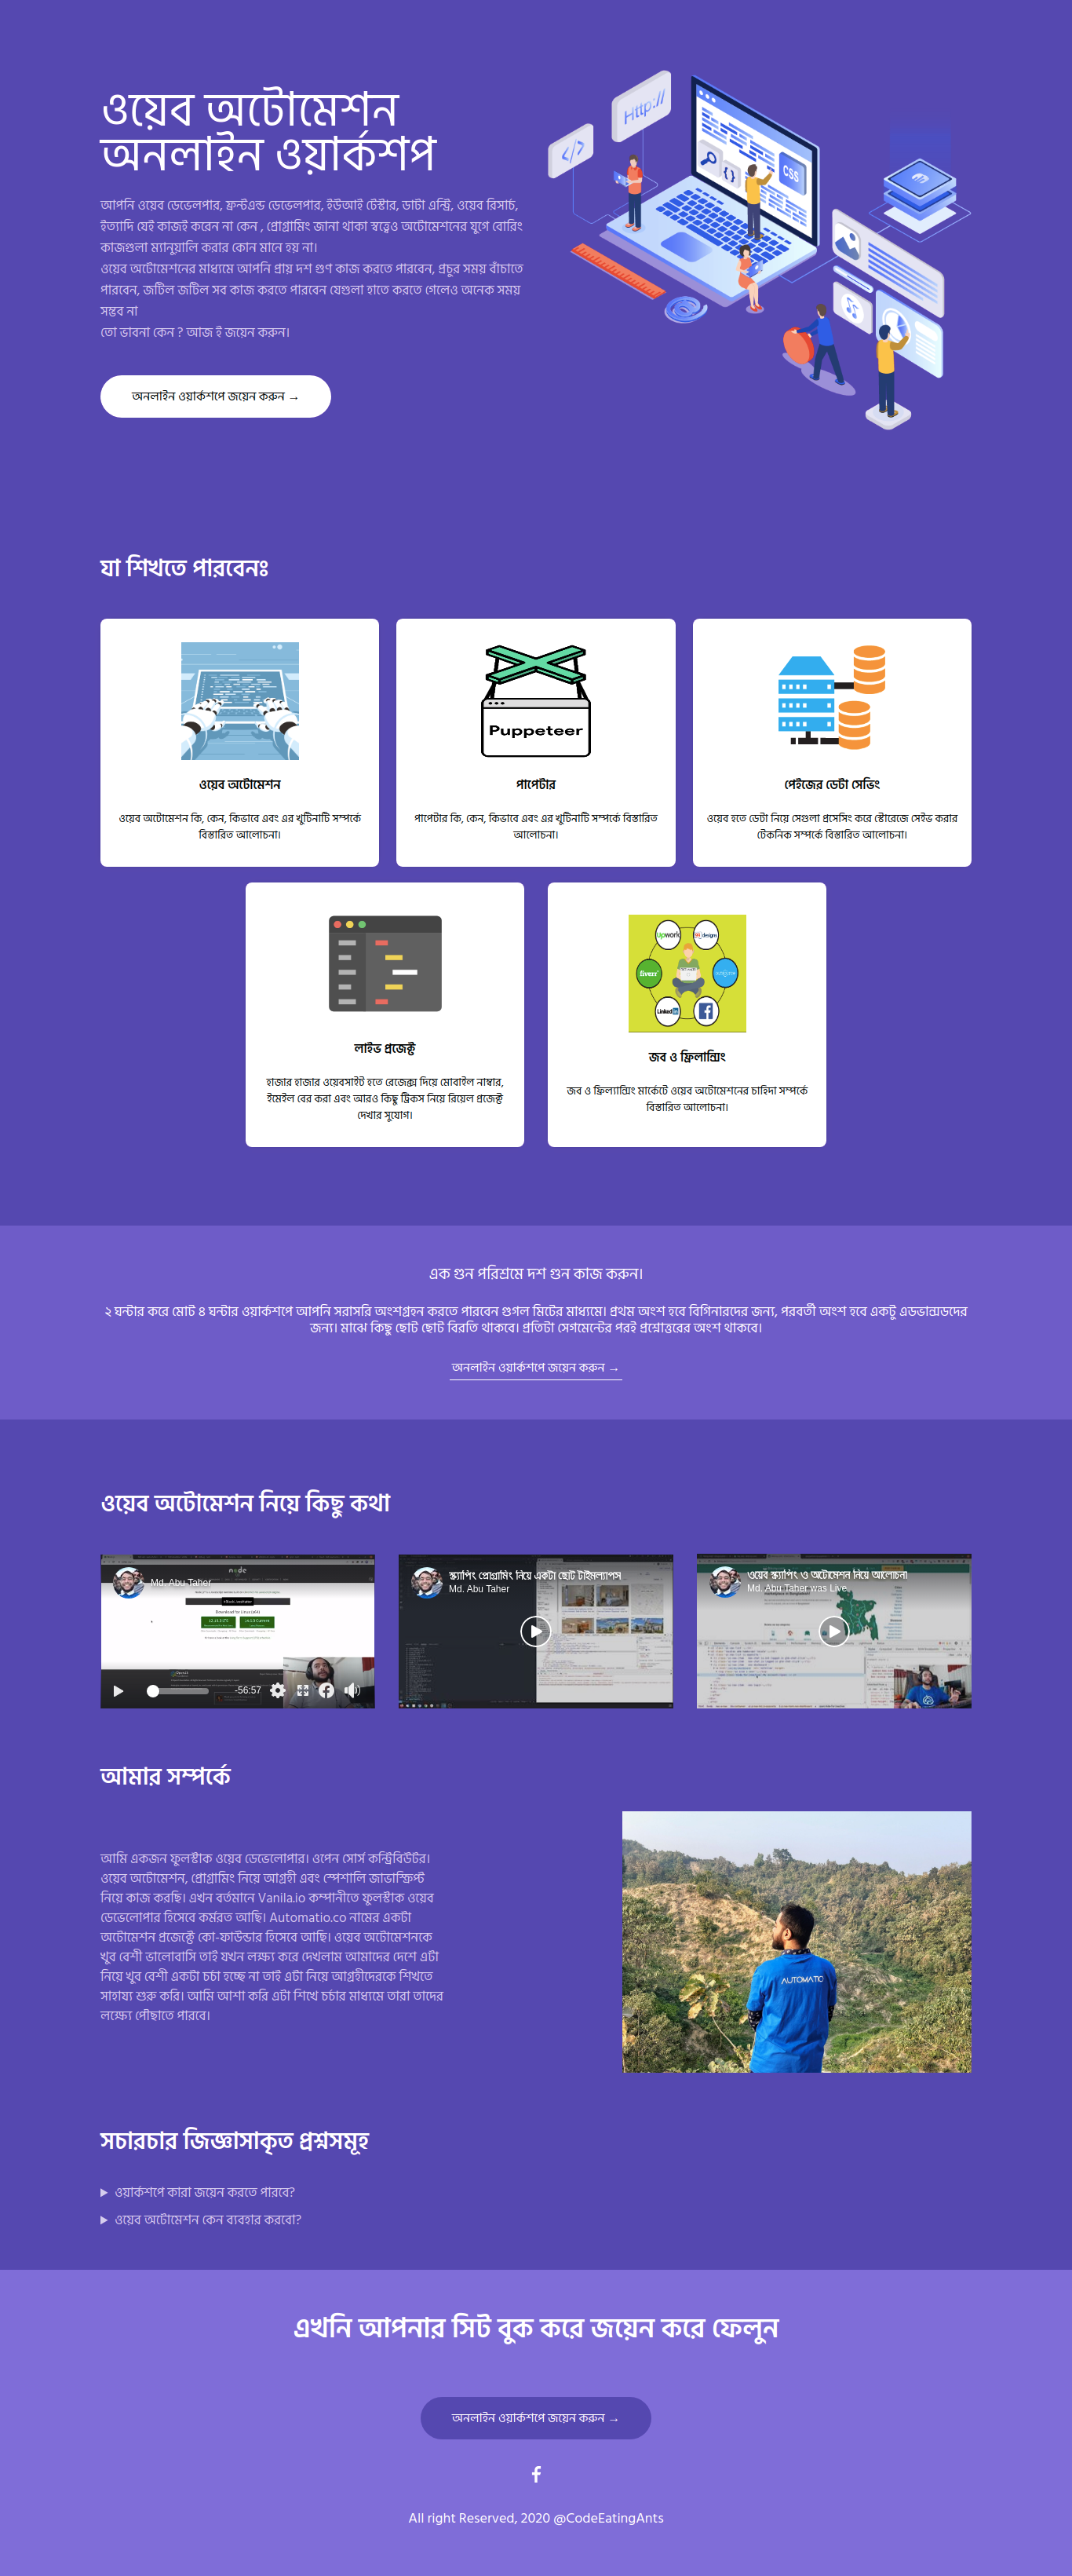 ওয়েব অটোমেশন
অনলাইন ওয়ার্কশপ
আপনি ওয়েব ডেভেলপার, ফ্রন্টএন্ড ডেভেলপার, ইউআই টেস্টার, ডাটা এন্ট্রি, ওয়েব রিসার্চ,
ইত্যাদি যেই কাজই করেন না কেন , প্রোগ্রামিং জানা থাকা স্বত্ত্বেও অটোমেশনের যুগে বোরিং
কাজগুলা ম্যানুয়ালি করার কোন মানে হয় না।
ওয়েব অটোমেশনের মাধ্যমে আপনি প্রায় দশ গুণ কাজ করতে পারবেন, প্রচুর সময় বাঁচাতে
পারবেন, জটিল জটিল সব কাজ করতে পারবেন যেগুলা হাতে করতে গেলেও অনেক সময়
সম্ভব না
তো ভাবনা কেন ? আজ ই জয়েন করুন।
অনলাইন ওয়ার্কশপে জয়েন করুন →
Http://
</>
CSS
{ }
যা শিখতে পারবেনঃ
Puppeteer
ওয়েব অটোমেশন
ওয়েব অটোমেশন কি, কেন, কিভাবে এবং এর খুটিনাটি সম্পর্কে
বিস্তারিত আলোচনা।
পাপেটার
পাপেটার কি, কেন, কিভাবে এবং এর খুটিনাটি সম্পর্কে বিস্তারিত
আলোচনা।
পেইজের ডেটা সেভিং
ওয়েব হতে ডেটা নিয়ে সেগুলা প্রসেসিং করে স্টোরেজে সেইভ করার
টেকনিক সম্পর্কে বিস্তারিত আলোচনা।
লাইভ প্রজেক্ট
হাজার হাজার ওয়েবসাইট হতে রেজেক্স দিয়ে মোবাইল নাম্বার,
ইমেইল বের করা এবং আরও কিছু ট্রিকস নিয়ে রিয়েল প্রজেক্ট
দেখার সুযোগ।
Upwork
designs
fiverr
Linked in
জব ও ফ্রিলান্সিং
জব ও ফ্রিল্যান্সিং মার্কেটে ওয়েব অটোমেশনের চাহিদা সম্পর্কে
বিস্তারিত আলোচনা।
এক গুন পরিশ্রমে দশ গুন কাজ করুন।
২ ঘন্টার করে মোট ৪ ঘন্টার ওয়ার্কশপে আপনি সরাসরি অংশগ্রহন করতে পারবেন গুগল মিটের মাধ্যমে। প্রথম অংশ হবে বিগিনারদের জন্য, পরবর্তী অংশ হবে একটু এডভান্সডদের
জন্য। মাঝে কিছু ছোট ছোট বিরতি থাকবে। প্রতিটা সেগমেন্টের পরই প্রশ্নোত্তরের অংশ থাকবে।
অনলাইন ওয়ার্কশপে জয়েন করুন →
ওয়েব অটোমেশন নিয়ে কিছু কথা
node
Md. Abu Taher
-56:57
স্ক্র্যাপিং প্রোগ্রামিং নিয়ে একটা ছোট টাইমল্যাপস
Md. Abu Taher
ওয়েব স্ক্র্যাপিং ও অটোমেশন নিয়ে আলোচনা
Md. Abu Taher was Live.
আমার সম্পর্কে
আমি একজন ফুলস্টাক ওয়েব ডেভেলোপার। ওপেন সোর্স কন্ট্রিবিউটর।
ওয়েব অটোমেশন, প্রোগ্রামিং নিয়ে আগ্রহী এবং স্পেশালি জাভাস্ক্রিপ্ট
নিয়ে কাজ করছি। এখন বর্তমানে Vanila.io কম্পানীতে ফুলস্টাক ওয়েব
ডেভেলোপার হিসেবে কর্মরত আছি। Automatio.co নামের একটা
অটোমেশন প্রজেক্টে কো-ফাউন্ডার হিসেবে আছি। ওয়েব অটোমেশনকে
খুব বেশী ভালোবাসি তাই যখন লক্ষ্য করে দেখলাম আমাদের দেশে এটা
নিয়ে খুব বেশী একটা চর্চা হচ্ছে না তাই এটা নিয়ে আগ্রহীদেরকে শিখতে
সাহায্য শুরু করি। আমি আশা করি এটা শিখে চর্চার মাধ্যমে তারা তাদের
লক্ষ্যে পৌছাতে পারবে।
AUTOMATIO
সচারচার জিজ্ঞাসাকৃত প্রশ্নসমূহ
▶ ওয়ার্কশপে কারা জয়েন করতে পারবে?
▶ ওয়েব অটোমেশন কেন ব্যবহার করবো?
এখনি আপনার সিট বুক করে জয়েন করে ফেলুন
অনলাইন ওয়ার্কশপে জয়েন করুন →
All right Reserved, 2020 @CodeEatingAnts